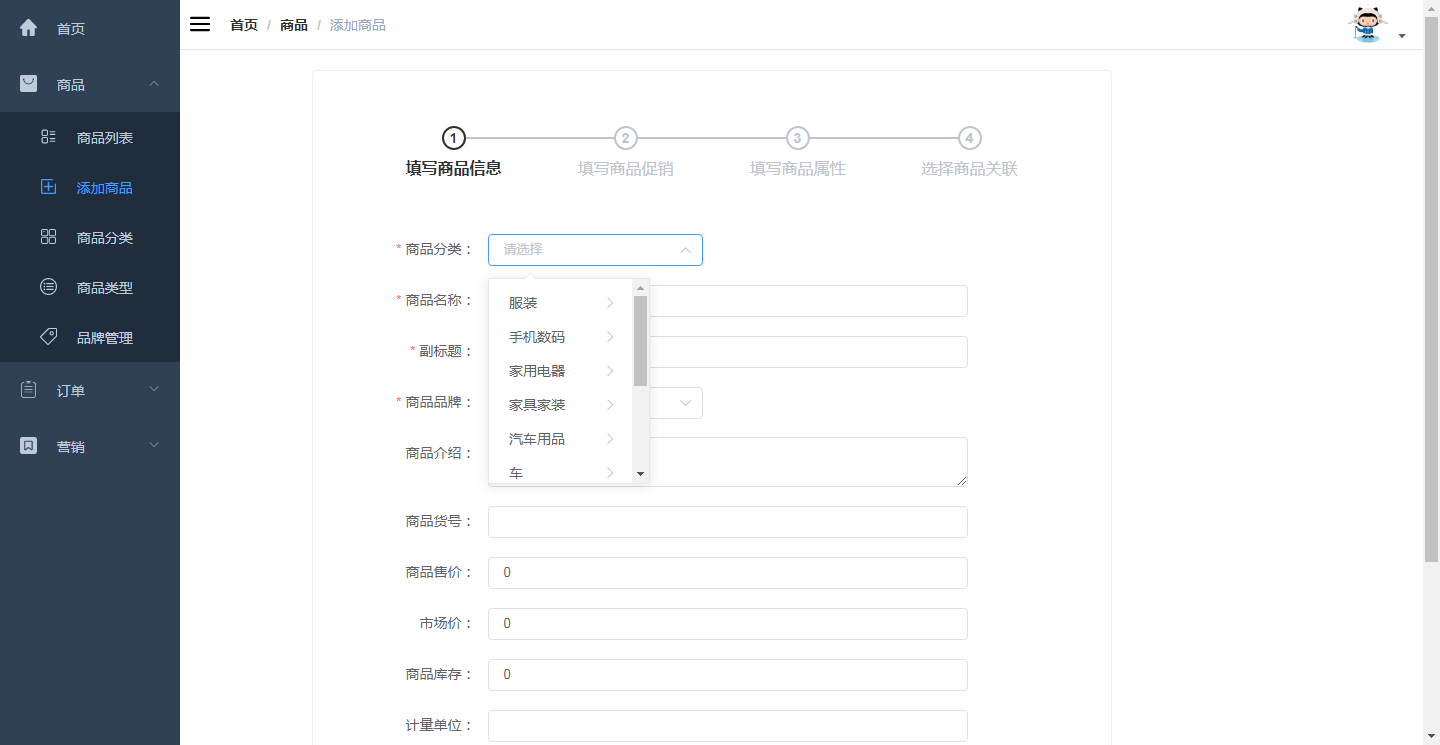 首页
商品
商品列表
添加商品
商品分类
商品类型
品牌管理
订单
营销
首页 / 商品 / 添加商品
1 2 3 4
填写商品信息 填写商品促销 填写商品属性 选择商品关联
* 商品分类： 请选择
* 商品名称：
* 副标题：
* 商品品牌：
商品介绍：
服装
手机数码
家用电器
家具家装
汽车用品
车
商品货号：
商品售价： 0
市场价： 0
商品库存： 0
计量单位：